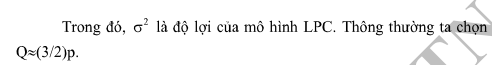 Trong đó, σ² là độ lợi của mô hình LPC. Thông thường ta chọn
Q≈(3/2)p.